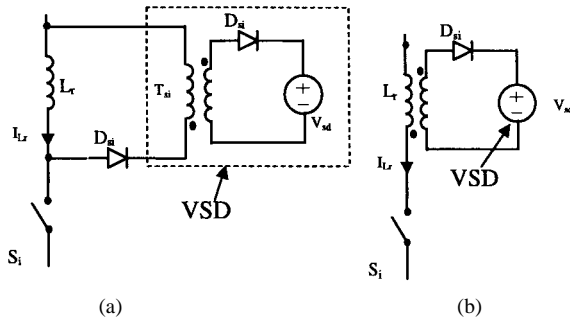 D_si
L_r
T_si
+
−
V_sd
I_Lr
D_si
VSD
S_i
(a)
D_si
L_r
+
−
I_Lr
VSD
S_i
(b)